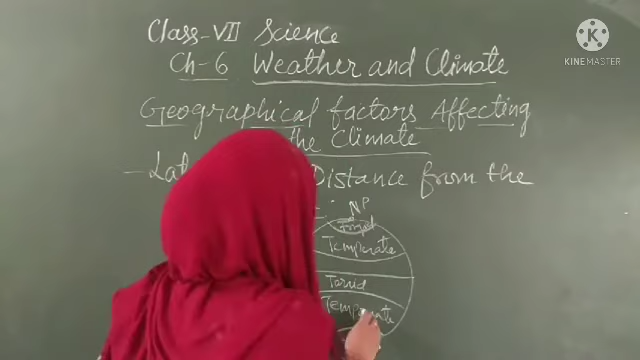 Class-VII Science
Ch-6 Weather and Climate
Geographical factors Affecting
the Climate
Distance from the
NP
Temperate
Torrid
Temperate
K
KINEMASTER